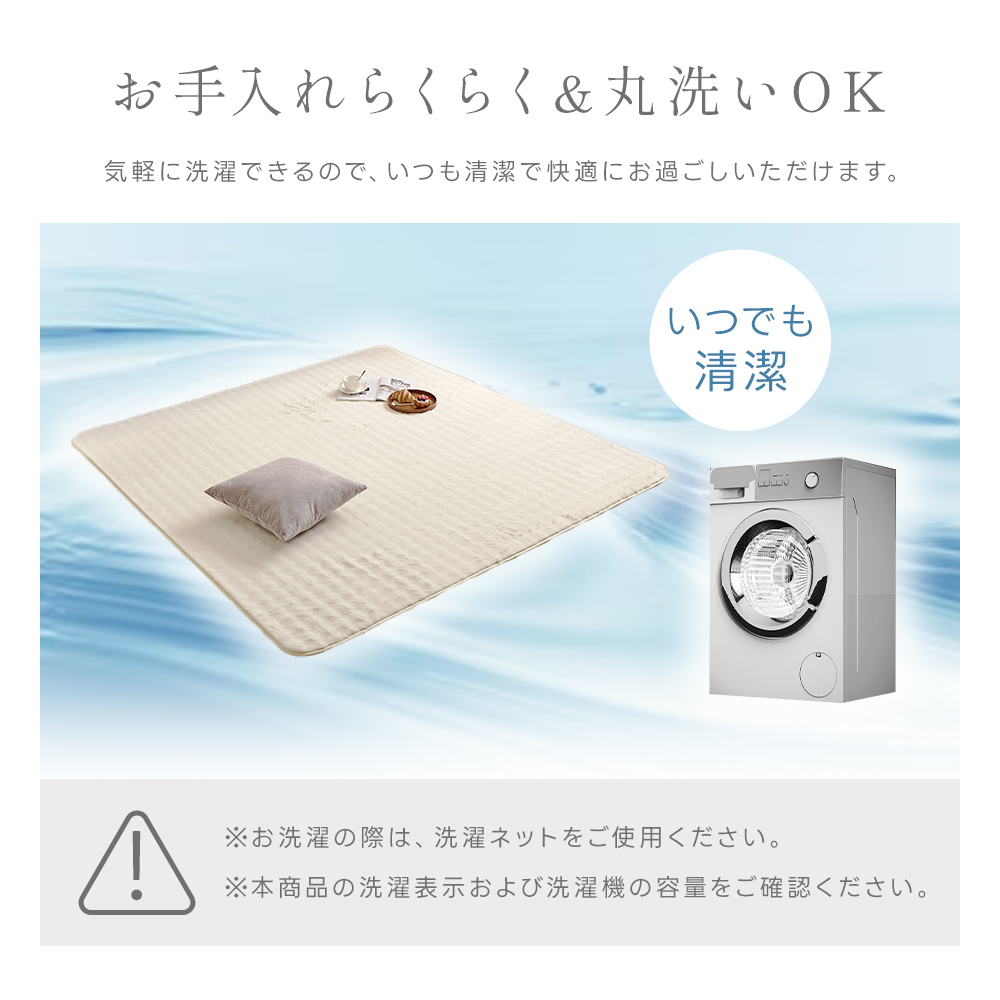 お手入れらくらく&丸洗いOK
気軽に洗濯できるので、いつも清潔で快適にお過ごしいただけます。
いつでも
清潔
※お洗濯の際は、洗濯ネットをご使用ください。
※本商品の洗濯表示および洗濯機の容量をご確認ください。